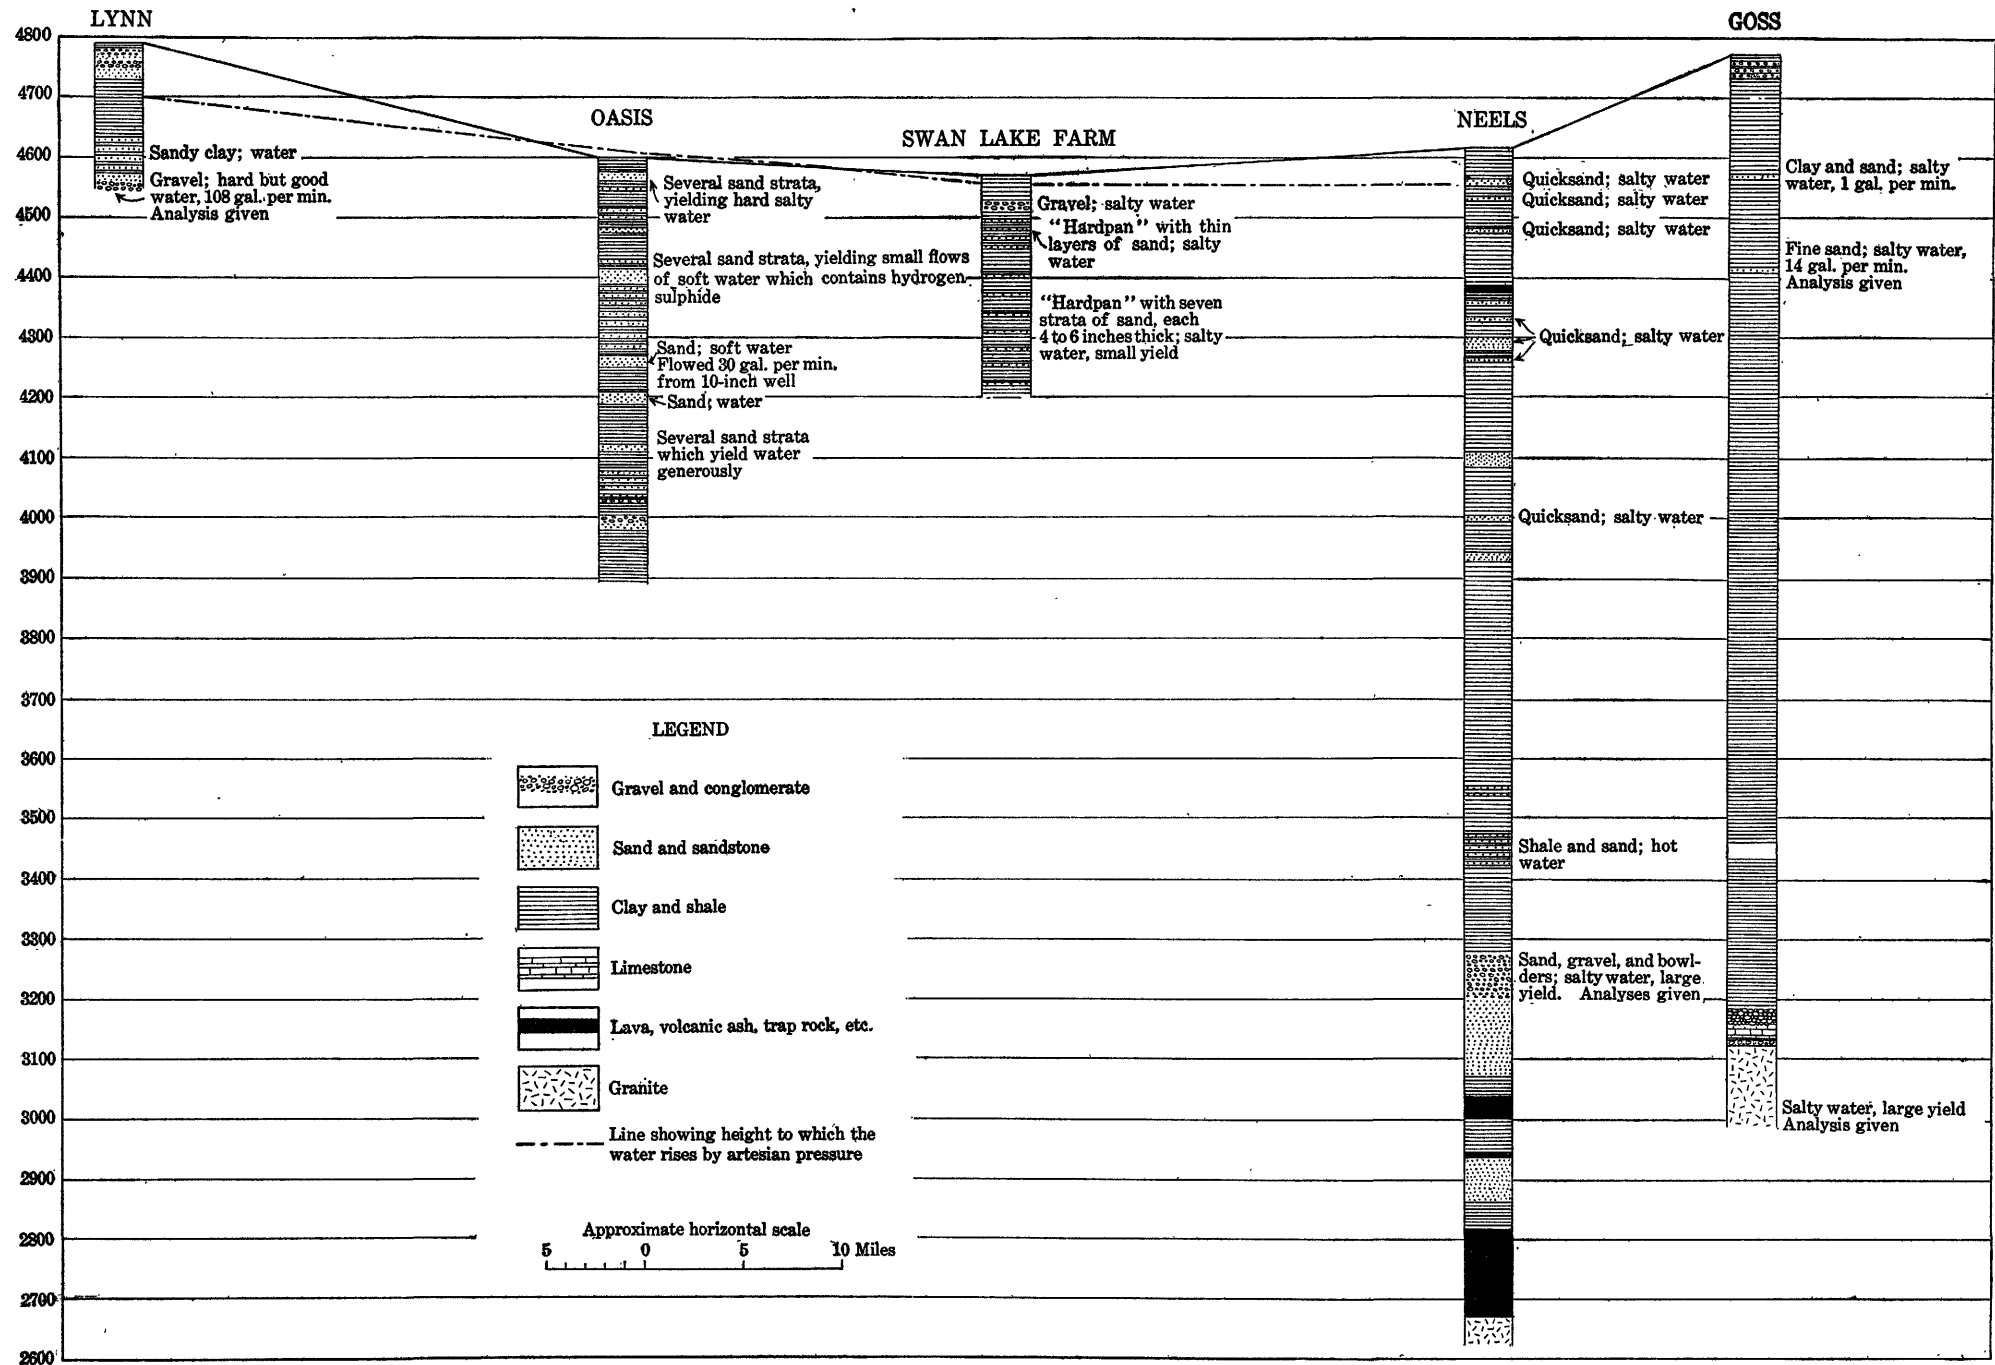 LYNN
GOSS
OASIS
SWAN LAKE FARM
NEELS
4800
4700
4600
4500
4400
4300
4200
4100
4000
3900
3800
3700
3600
3500
3400
3300
3200
3100
3000
2900
2800
2700
2600
Sandy clay; water
Gravel; hard but good
water, 108 gal. per min.
Analysis given
Several sand strata,
yielding hard salty
water
Several sand strata, yielding small flows
of soft water which contains hydrogen
sulphide
Sand; soft water
Flowed 30 gal. per min.
from 10-inch well
Sand; water
Several sand strata
which yield water
generously
Gravel; salty water
"Hardpan" with thin
layers of sand; salty
water
"Hardpan" with seven
strata of sand, each
4 to 6 inches thick; salty
water, small yield
Quicksand; salty water
Quicksand; salty water
Quicksand; salty water
Quicksand; salty water
Quicksand; salty water
Shale and sand; hot
water
Sand, gravel, and bowl-
ders; salty water, large
yield. Analyses given
Clay and sand; salty
water, 1 gal. per min.
Fine sand; salty water,
14 gal. per min.
Analysis given
Salty water, large yield
Analysis given
LEGEND
Gravel and conglomerate
Sand and sandstone
Clay and shale
Limestone
Lava, volcanic ash, trap rock, etc.
Granite
Line showing height to which the
water rises by artesian pressure
Approximate horizontal scale
5 0 5 10 Miles